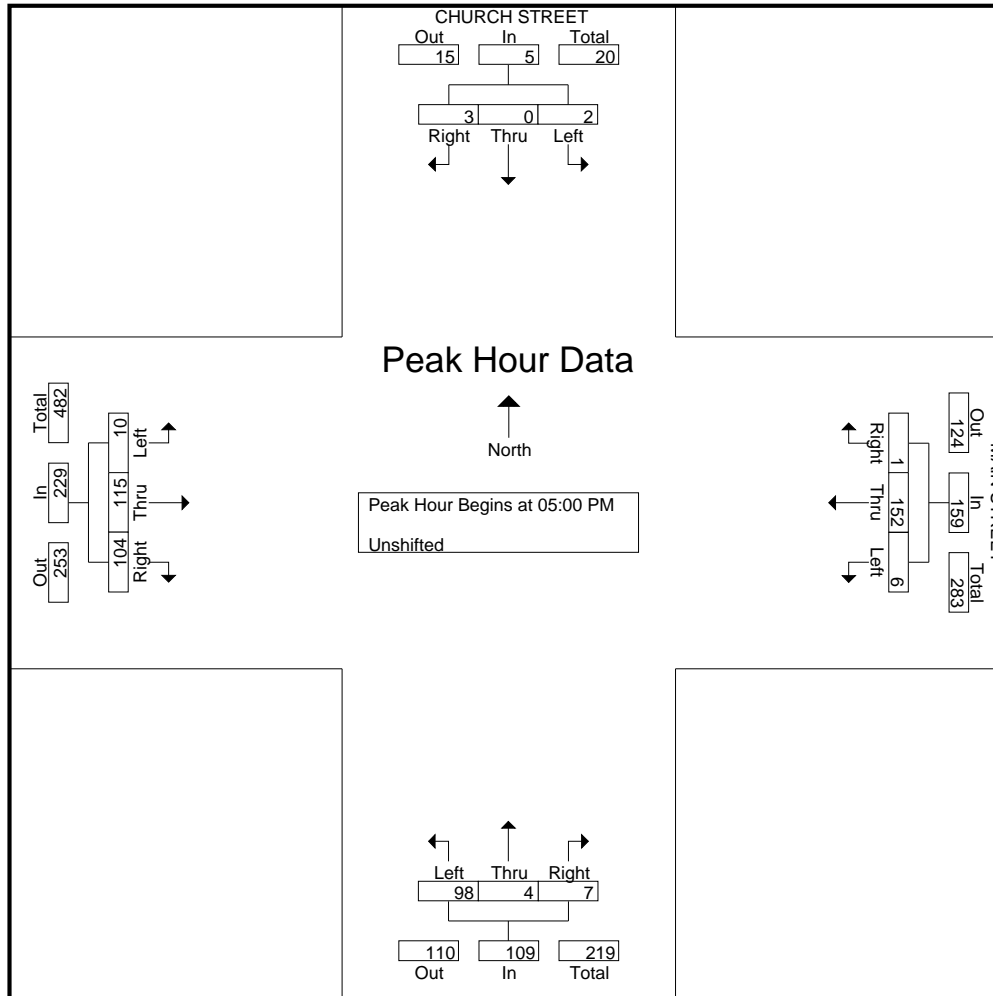 CHURCH STREET
Out In Total
15 5 20
3 0 2
Right Thru Left
Peak Hour Data
North
Peak Hour Begins at 05:00 PM
Unshifted
Total In Out
482 229 253
10 115 104
Left Thru Right
Out In Total
124 159 283
Right Thru Left
1 152 6
Left Thru Right
98 4 7
110 109 219
Out In Total